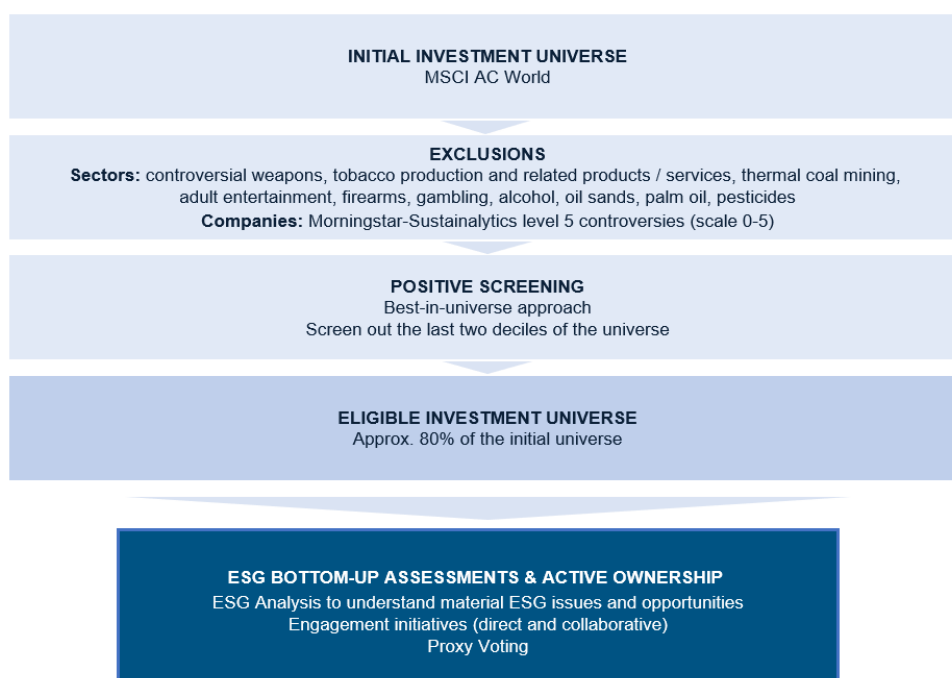 INITIAL INVESTMENT UNIVERSE
MSCI AC World
EXCLUSIONS
Sectors: controversial weapons, tobacco production and related products / services, thermal coal mining,
adult entertainment, firearms, gambling, alcohol, oil sands, palm oil, pesticides
Companies: Morningstar-Sustainalytics level 5 controversies (scale 0-5)
POSITIVE SCREENING
Best-in-universe approach
Screen out the last two deciles of the universe
ELIGIBLE INVESTMENT UNIVERSE
Approx. 80% of the initial universe
ESG BOTTOM-UP ASSESSMENTS & ACTIVE OWNERSHIP
ESG Analysis to understand material ESG issues and opportunities
Engagement initiatives (direct and collaborative)
Proxy Voting